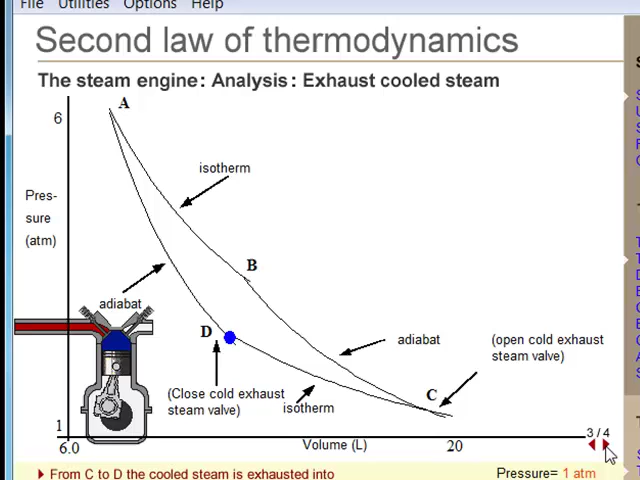 File Utilities Options Help
Second law of thermodynamics
The steam engine: Analysis: Exhaust cooled steam
A
6
isotherm
Pres-
sure
(atm)
B
adiabat
D
adiabat
(open cold exhaust
steam valve)
(Close cold exhaust
steam valve)
isotherm
C
1
6.0
Volume (L)
20
3 / 4
From C to D the cooled steam is exhausted into
Pressure= 1 atm